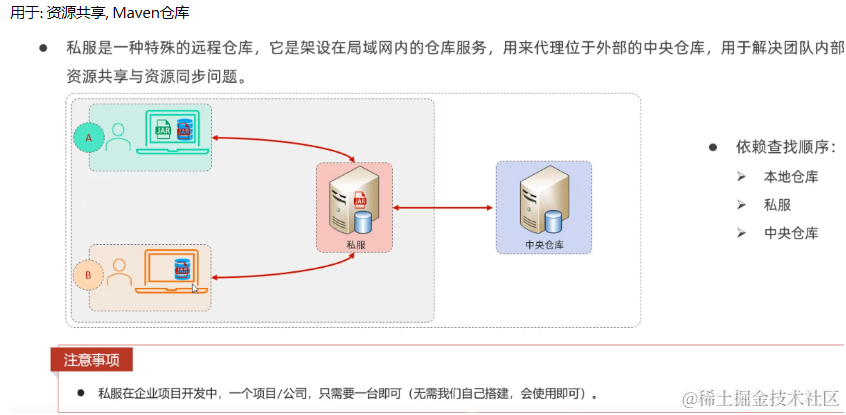 用于: 资源共享, Maven仓库
● 私服是一种特殊的远程仓库，它是架设在局域网内的仓库服务，用来代理位于外部的中央仓库，用于解决团队内部
资源共享与资源同步问题。
A
JAR
JAR
● 依赖查找顺序：
➢ 本地仓库
JAR
➢ 私服
➢ 中央仓库
私服
中央仓库
B
JAR
注意事项
● 私服在企业项目开发中，一个项目/公司，只需要一台即可（无需我们自己搭建，会使用即可）。
@稀土掘金技术社区